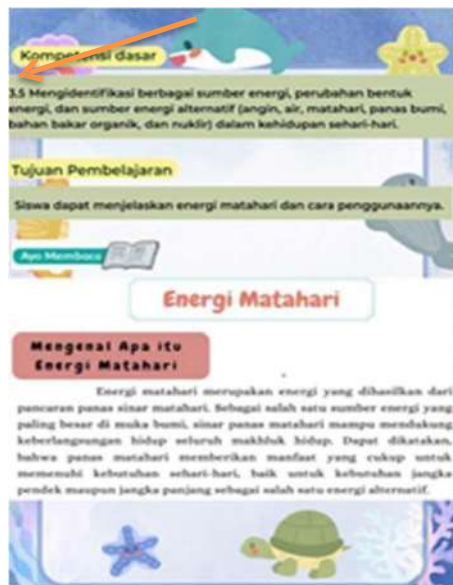 Kompetensi dasar
3.5 Mengidentifikasi berbagai sumber energi, perubahan bentuk
energi, dan sumber energi alternatif (angin, air, matahari, panas bumi,
bahan bakar organik, dan nuklir) dalam kehidupan sehari-hari.
Tujuan Pembelajaran
Siswa dapat menjelaskan energi matahari dan cara penggunaannya.
Ayo Membaca
Energi Matahari
Mengenal Apa itu
Energi Matahari
Energi matahari merupakan energi yang dihasilkan dari
pancaran panas sinar matahari. Sebagai salah satu sumber energi yang
paling besar di muka bumi, sinar panas matahari mampu mendukung
keberlangsungan hidup seluruh makhluk hidup. Dapat dikatakan,
bahwa panas matahari memberikan manfaat yang cukup untuk
memenuhi kebutuhan sehari-hari, baik untuk kebutuhan jangka
pendek maupun jangka panjang sebagai salah satu energi alternatif.